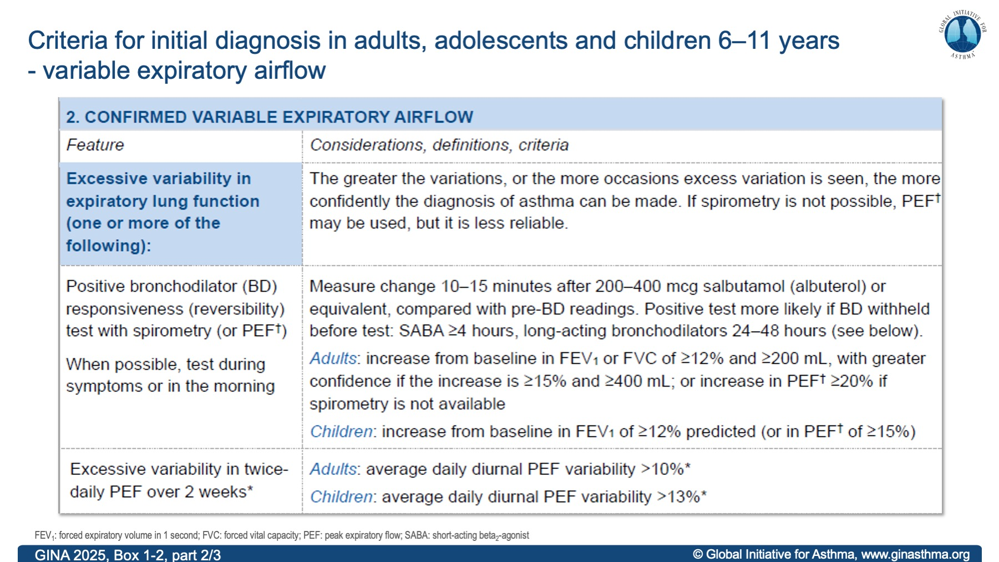 Criteria for initial diagnosis in adults, adolescents and children 6–11 years
- variable expiratory airflow
GLOBAL INITIATIVE FOR
ASTHMA
2. CONFIRMED VARIABLE EXPIRATORY AIRFLOW
Feature
Considerations, definitions, criteria
Excessive variability in
expiratory lung function
(one or more of the
following):
The greater the variations, or the more occasions excess variation is seen, the more
confidently the diagnosis of asthma can be made. If spirometry is not possible, PEF†
may be used, but it is less reliable.
Positive bronchodilator (BD)
responsiveness (reversibility)
test with spirometry (or PEF†)
When possible, test during
symptoms or in the morning
Measure change 10–15 minutes after 200–400 mcg salbutamol (albuterol) or
equivalent, compared with pre-BD readings. Positive test more likely if BD withheld
before test: SABA ≥4 hours, long-acting bronchodilators 24–48 hours (see below).
Adults: increase from baseline in FEV₁ or FVC of ≥12% and ≥200 mL, with greater
confidence if the increase is ≥15% and ≥400 mL; or increase in PEF† ≥20% if
spirometry is not available
Children: increase from baseline in FEV₁ of ≥12% predicted (or in PEF† of ≥15%)
Excessive variability in twice-
daily PEF over 2 weeks*
Adults: average daily diurnal PEF variability >10%*
Children: average daily diurnal PEF variability >13%*
FEV₁: forced expiratory volume in 1 second; FVC: forced vital capacity; PEF: peak expiratory flow; SABA: short-acting beta₂-agonist
GINA 2025, Box 1-2, part 2/3
© Global Initiative for Asthma, www.ginasthma.org